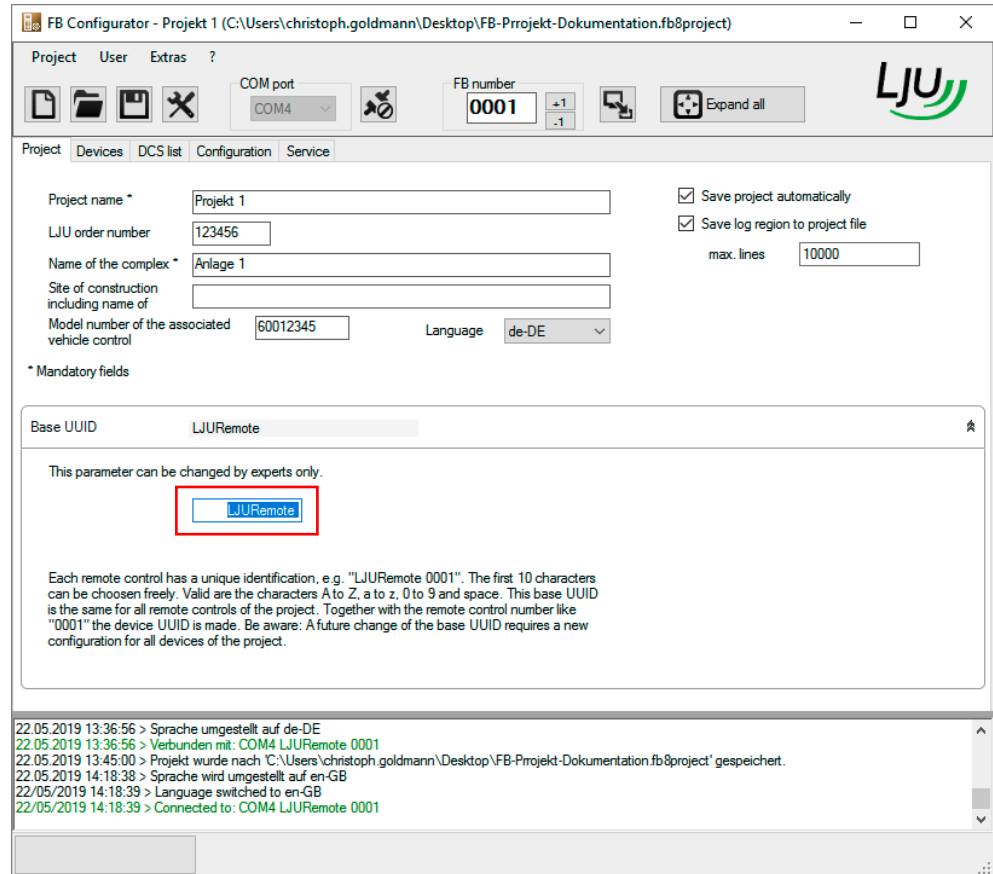 FB Configurator - Projekt 1 (C:\Users\christoph.goldmann\Desktop\FB-Prrojekt-Dokumentation.fb8project)
Project User Extras ?
COM port
COM4
FB number
0001
+1
-1
Expand all
LJU
Project Devices DCS list Configuration Service
Project name *
Projekt 1
LJU order number
123456
Name of the complex *
Anlage 1
Site of construction
including name of
Model number of the associated
vehicle control
60012345
Language
de-DE
Save project automatically
Save log region to project file
max. lines
10000
* Mandatory fields
Base UUID
LJURemote
This parameter can be changed by experts only.
LJURemote
Each remote control has a unique identification, e.g. "LJURemote 0001". The first 10 characters
can be choosen freely. Valid are the characters A to Z, a to z, 0 to 9 and space. This base UUID
is the same for all remote controls of the project. Together with the remote control number like
"0001" the device UUID is made. Be aware: A future change of the base UUID requires a new
configuration for all devices of the project.
22.05.2019 13:36:56 > Sprache umgestellt auf de-DE
22.05.2019 13:36:56 > Verbunden mit: COM4 LJURemote 0001
22.05.2019 13:45:00 > Projekt wurde nach 'C:\Users\christoph.goldmann\Desktop\FB-Prrojekt-Dokumentation.fb8project' gespeichert.
22.05.2019 14:18:38 > Sprache wird umgestellt auf en-GB
22/05/2019 14:18:39 > Language switched to en-GB
22/05/2019 14:18:39 > Connected to: COM4 LJURemote 0001